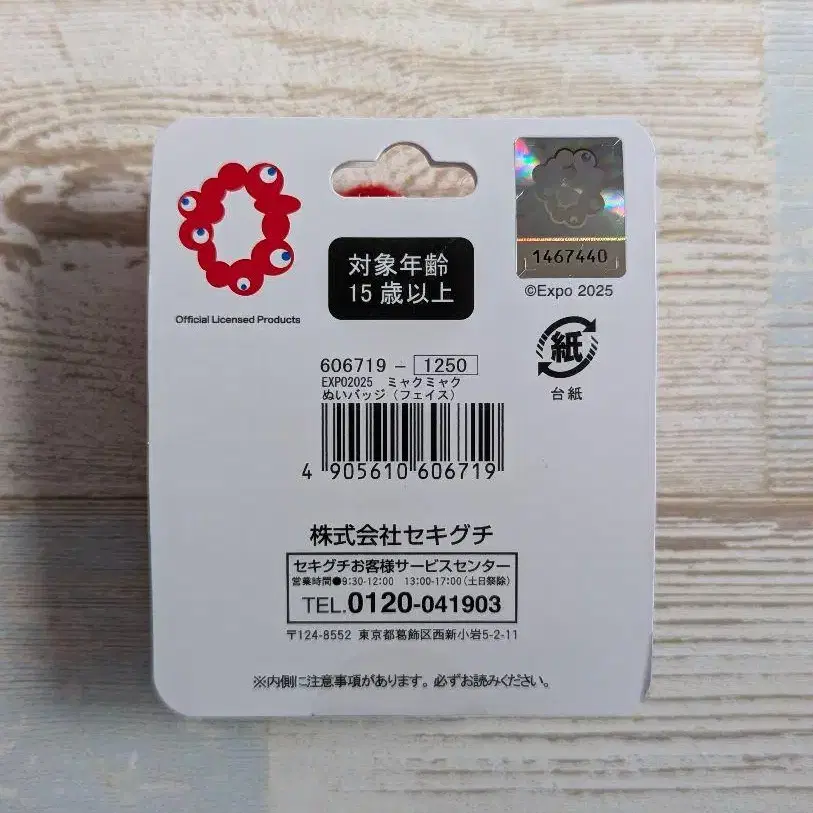 Official Licensed Products
対象年齢
15歳以上
1467440
©Expo 2025
紙
台紙
606719 - 1250
EXPO2025 ミャクミャク
ぬいバッジ（フェイス）
4 905610 606719
株式会社セキグチ
セキグチお客様サービスセンター
営業時間●9:30-12:00 13:00-17:00（土日祭除）
TEL.0120-041903
〒124-8552 東京都葛飾区西新小岩5-2-11
※内側に注意事項があります。必ずお読みください。